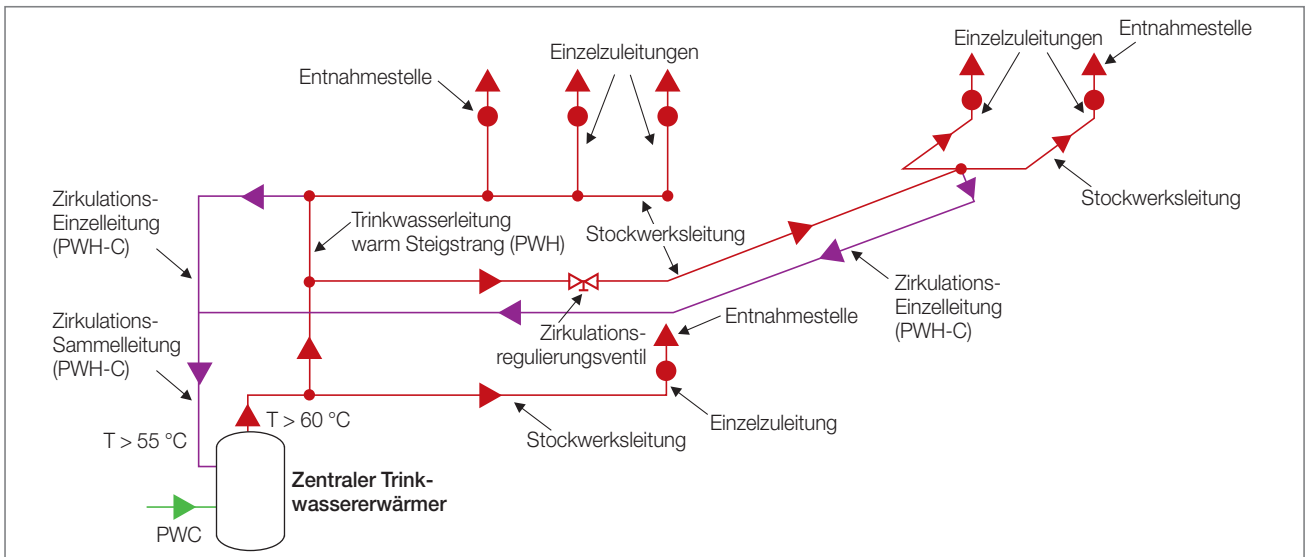 Einzelzuleitungen
Entnahmestelle
Einzelzuleitungen
Entnahmestelle
Zirkulations-
Einzelleitung
(PWH-C)
Trinkwasserleitung
warm Steigstrang (PWH)
Stockwerksleitung
Stockwerksleitung
Zirkulations-
Einzelleitung
(PWH-C)
Zirkulations-
Sammelleitung
(PWH-C)
Zirkulations-
regulierungsventil
Entnahmestelle
T > 55 °C
T > 60 °C
Stockwerksleitung
Einzelzuleitung
Zentraler Trink-
wassererwärmer
PWC